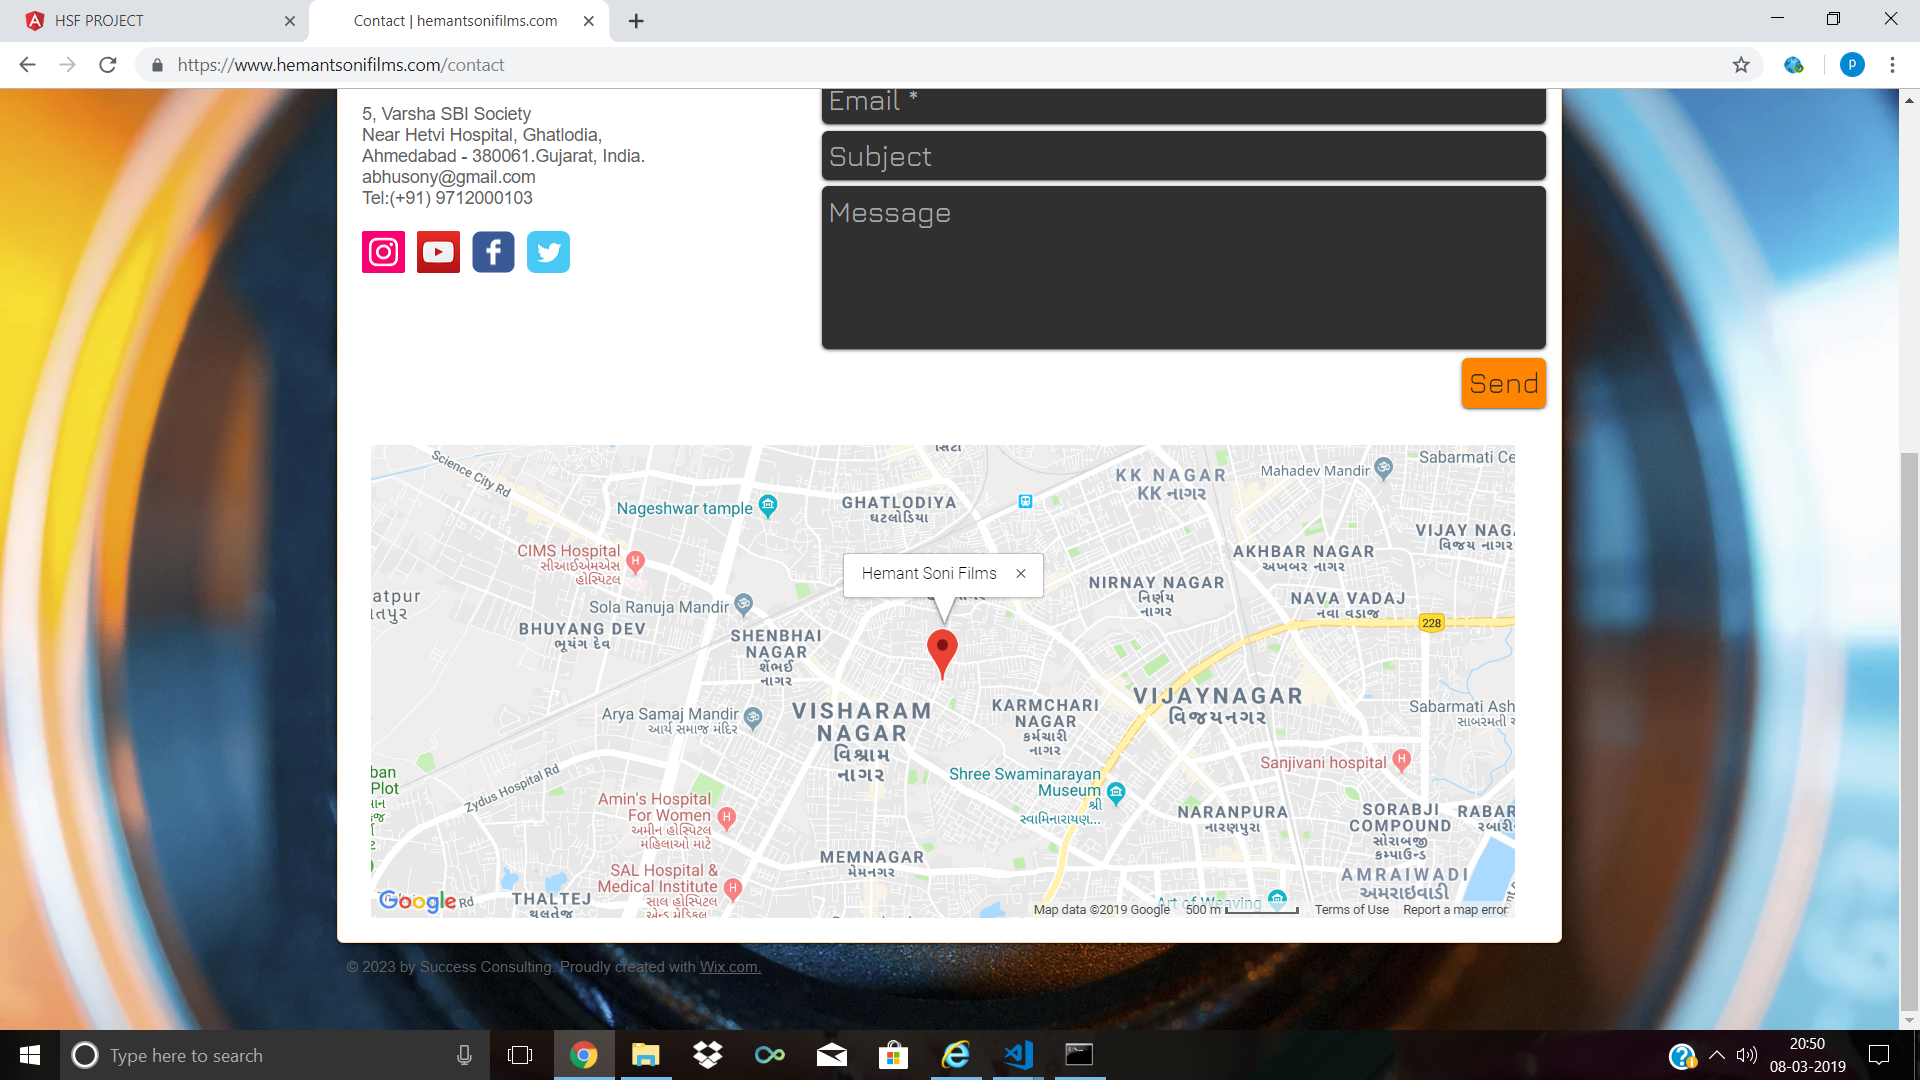 HSF PROJECT
Contact | hemantsonifilms.com
https://www.hemantsonifilms.com/contact
p
5, Varsha SBI Society
Near Hetvi Hospital, Ghatlodia,
Ahmedabad - 380061.Gujarat, India.
abhusony@gmail.com
Tel:(+91) 9712000103
Email *
Subject
Message
Send
Science City Rd
GHATLODIYA
ઘાટલોડિયા
Nageshwar tample
KK NAGAR
KK નાગર
Mahadev Mandir
Sabarmati Ce
VIJAY NAGA
વિજય નાગર
CIMS Hospital
સીઆઈએમએસ
હોસ્પિટલ
H
Hemant Soni Films
AKHBAR NAGAR
અખબર નાગર
NIRNAY NAGAR
નિર્ણય
નાગર
NAVA VADAJ
નવા વડાજ
228
atpur
તપુર
Sola Ranuja Mandir
BHUYANG DEV
ભૂયંગ દેવ
SHENBHAI
NAGAR
શેંભઈ
નાગર
VIJAYNAGAR
વિજયનગર
KARMCHARI
NAGAR
કર્મચારી
નાગર
VISHARAM
NAGAR
વિશ્રામ
નાગર
Arya Samaj Mandir
આર્ય સમાજ મંદિર
Sabarmati Ash
સાબરમતી
Sanjivani hospital
H
Shree Swaminarayan
Museum
શ્રી
સ્વામિનારાયણ...
ban
Plot
Zydus Hospital Rd
Amin's Hospital
For Women
અમીન હોસ્પિટલ
મહિલાઓ માટે
H
NARANPURA
નારણપુરા
SORABJI
COMPOUND
સોરાબજી
કમ્પાઉન્ડ
RABAR
રબારી
MEMNAGAR
મેમનગર
AMRAIWADI
અમરાઇવાડી
SAL Hospital &
Medical Institute
સાલ હોસ્પિટલ
એન્ડ મેડિકલ
H
THALTEJ
થલતેજ
Art of Weaving
Google
Rd
Map data ©2019 Google
500 m
Terms of Use
Report a map error
© 2023 by Success Consulting. Proudly created with Wix.com.
Type here to search
20:50
08-03-2019